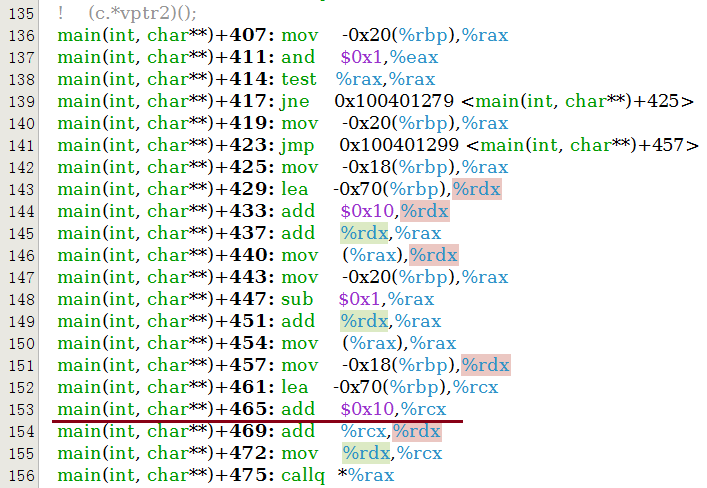 135 ! (c.*vptr2)();
136 main(int, char**)+407: mov -0x20(%rbp),%rax
137 main(int, char**)+411: and $0x1,%eax
138 main(int, char**)+414: test %rax,%rax
139 main(int, char**)+417: jne 0x100401279 <main(int, char**)+425>
140 main(int, char**)+419: mov -0x20(%rbp),%rax
141 main(int, char**)+423: jmp 0x100401299 <main(int, char**)+457>
142 main(int, char**)+425: mov -0x18(%rbp),%rax
143 main(int, char**)+429: lea -0x70(%rbp),%rdx
144 main(int, char**)+433: add $0x10,%rdx
145 main(int, char**)+437: add %rdx,%rax
146 main(int, char**)+440: mov (%rax),%rdx
147 main(int, char**)+443: mov -0x20(%rbp),%rax
148 main(int, char**)+447: sub $0x1,%rax
149 main(int, char**)+451: add %rdx,%rax
150 main(int, char**)+454: mov (%rax),%rax
151 main(int, char**)+457: mov -0x18(%rbp),%rdx
152 main(int, char**)+461: lea -0x70(%rbp),%rcx
153 main(int, char**)+465: add $0x10,%rcx
154 main(int, char**)+469: add %rcx,%rdx
155 main(int, char**)+472: mov %rdx,%rcx
156 main(int, char**)+475: callq *%rax